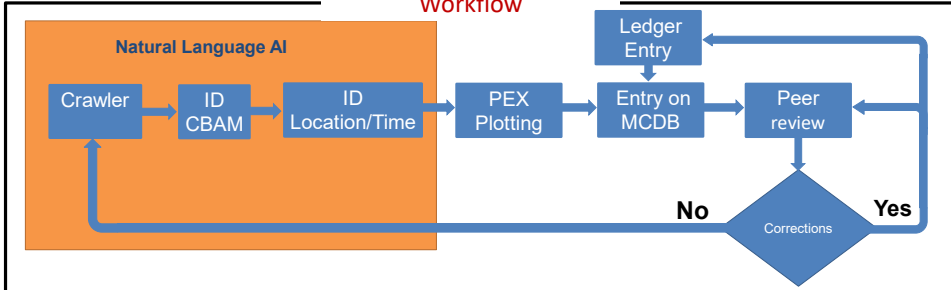 Workflow
Natural Language AI
Ledger
Entry
Crawler
ID
CBAM
ID
Location/Time
PEX
Plotting
Entry on
MCDB
Peer
review
No
Yes
Corrections